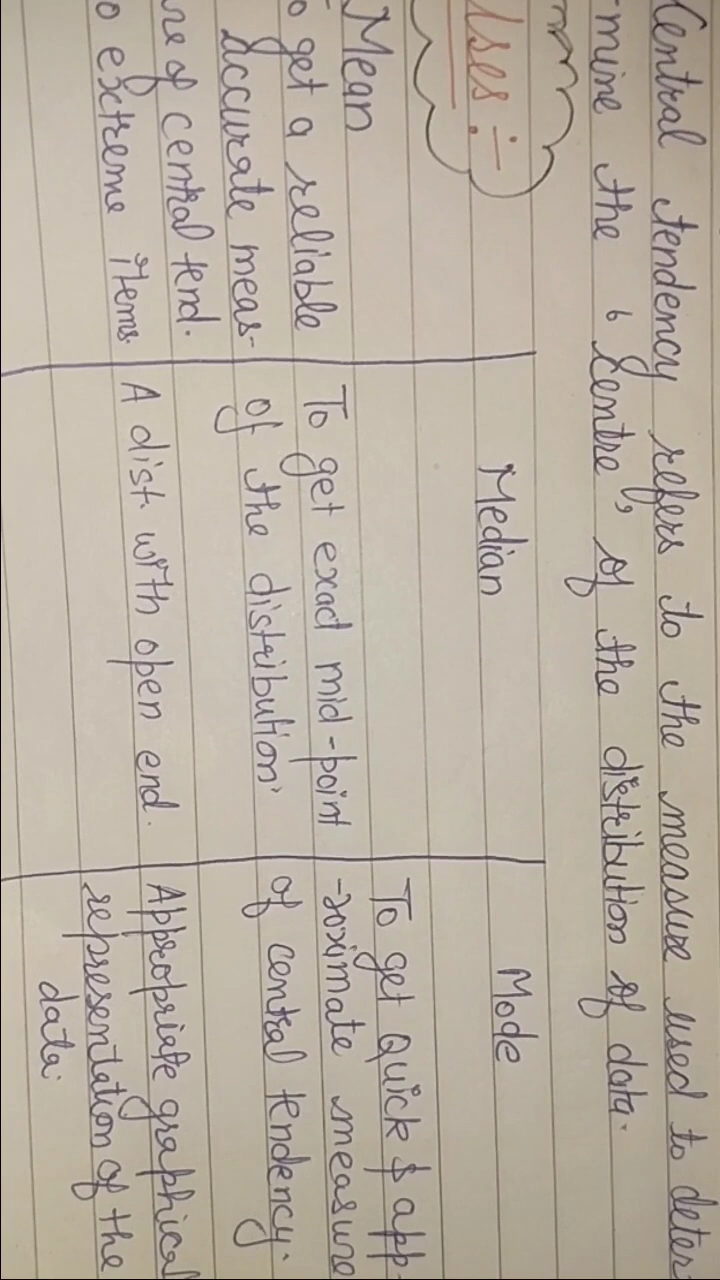 Central tendency refers to the measure used to deter
-mine the 'Centre', of the distribution of data.
Uses :-
Mean
To get a reliable
accurate meas-
ure of central tend.
o extreme items.
Median
To get exact mid-point
of the distribution.
A dist. with open end.
Mode
To get quick & app-
-roximate measure
of central tendency.
Appropriate graphical
representation of the
data.